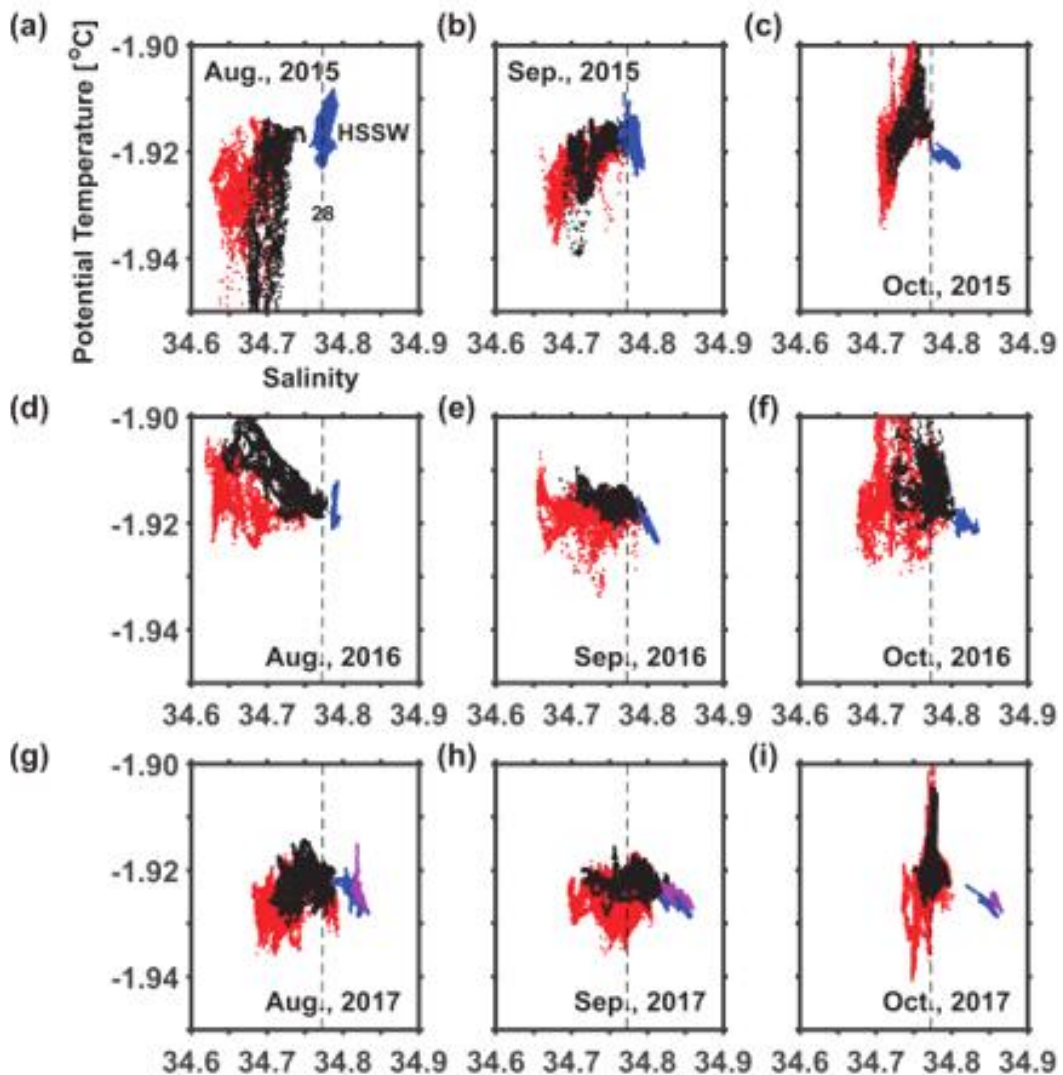 (a) (b) (c)
Potential Temperature [°C]
-1.90
-1.92
-1.94
Aug., 2015
HSSW
28
Sep., 2015
Oct., 2015
34.6 34.7 34.8 34.9 34.6 34.7 34.8 34.9 34.6 34.7 34.8 34.9
Salinity
(d) (e) (f)
-1.90
-1.92
-1.94
Aug., 2016
Sep., 2016
Oct., 2016
34.6 34.7 34.8 34.9 34.6 34.7 34.8 34.9 34.6 34.7 34.8 34.9
(g) (h) (i)
-1.90
-1.92
-1.94
Aug., 2017
Sep., 2017
Oct., 2017
34.6 34.7 34.8 34.9 34.6 34.7 34.8 34.9 34.6 34.7 34.8 34.9